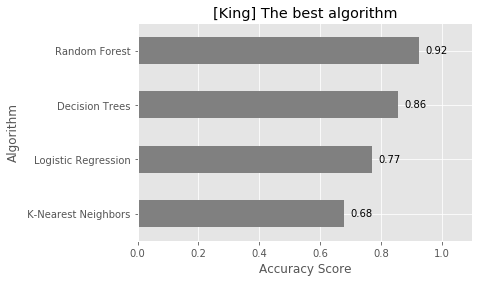 [King] The best algorithm
Random Forest
0.92
Decision Trees
0.86
Logistic Regression
0.77
K-Nearest Neighbors
0.68
Algorithm
0.0 0.2 0.4 0.6 0.8 1.0
Accuracy Score